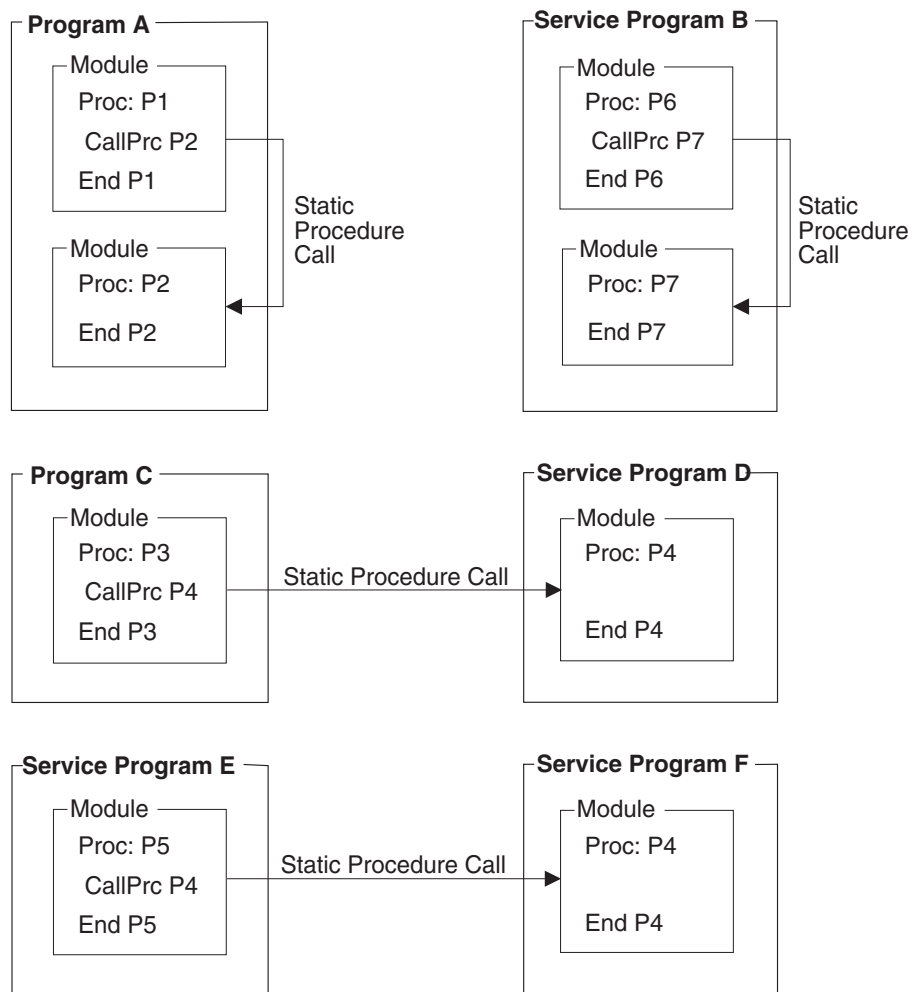 Program A
Module
Proc: P1
CallPrc P2
End P1
Static
Procedure
Call
Module
Proc: P2
End P2
Service Program B
Module
Proc: P6
CallPrc P7
End P6
Static
Procedure
Call
Module
Proc: P7
End P7
Program C
Module
Proc: P3
CallPrc P4
End P3
Static Procedure Call
Service Program D
Module
Proc: P4
End P4
Service Program E
Module
Proc: P5
CallPrc P4
End P5
Static Procedure Call
Service Program F
Module
Proc: P4
End P4